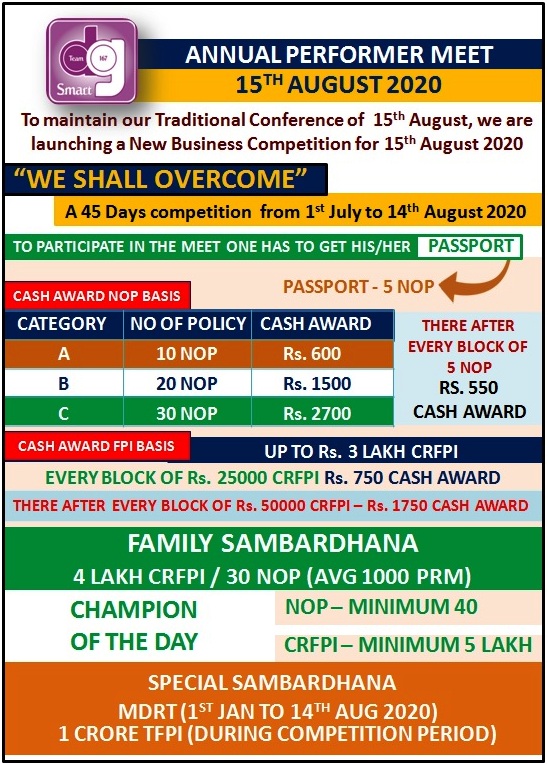 Team
167
Smart
ANNUAL PERFORMER MEET
15TH AUGUST 2020
To maintain our Traditional Conference of 15th August, we are
launching a New Business Competition for 15th August 2020
“WE SHALL OVERCOME”
A 45 Days competition from 1st July to 14th August 2020
TO PARTICIPATE IN THE MEET ONE HAS TO GET HIS/HER PASSPORT
PASSPORT - 5 NOP
CASH AWARD NOP BASIS
CATEGORY NO OF POLICY CASH AWARD
A 10 NOP Rs. 600
B 20 NOP Rs. 1500
C 30 NOP Rs. 2700
THERE AFTER
EVERY BLOCK OF
5 NOP
RS. 550
CASH AWARD
CASH AWARD FPI BASIS
UP TO Rs. 3 LAKH CRFPI
EVERY BLOCK OF Rs. 25000 CRFPI Rs. 750 CASH AWARD
THERE AFTER EVERY BLOCK OF Rs. 50000 CRFPI – Rs. 1750 CASH AWARD
FAMILY SAMBARDHANA
4 LAKH CRFPI / 30 NOP (AVG 1000 PRM)
CHAMPION
OF THE DAY
NOP – MINIMUM 40
CRFPI – MINIMUM 5 LAKH
SPECIAL SAMBARDHANA
MDRT (1ST JAN TO 14TH AUG 2020)
1 CRORE TFPI (DURING COMPETITION PERIOD)